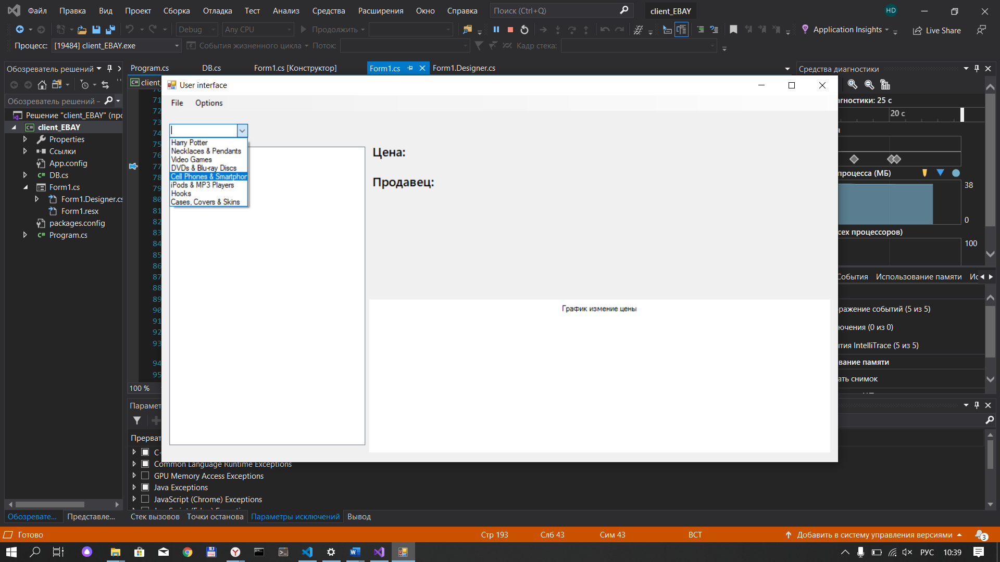 Файл Правка Вид Проект Сборка Отладка Тест Анализ Средства Расширения Окно Справка Поиск (Ctrl+Q) client_EBAY HD
Debug Any CPU Продолжить Application Insights Live Share
Процесс: [19484] client_EBAY.exe События жизненного цикла Поток: Кадр стека:
Обозреватель решений
Program.cs DB.cs Form1.cs [Конструктор] Form1.cs Form1.Designer.cs
Средства диагностики
Обозреватель решений –
Решение "client_EBAY" (про
client_EBAY
Properties
Ссылки
App.config
DB.cs
Form1.cs
Form1.Designer.cs
Form1.resx
packages.config
Program.cs
C# client_
71
72
73
74
75
76
77
78
79
80
81
82
83
84
85
86
87
88
89
90
91
92
93
94
95
100 %
User interface
File Options
Harry Potter
Necklaces & Pendants
Video Games
DVDs & Blu-ray Discs
Cell Phones & Smartphor
iPods & MP3 Players
Hooks
Cases, Covers & Skins
Цена:
Продавец:
График измение цены
агностики: 25 с
20 с
я
процесса (МБ)
38
0
сех процессоров)
100
События Использование памяти Ис
ражение событий (5 из 5)
лючения (0 из 0)
тия IntelliTrace (5 из 5)
вание памяти
ать снимок
Парамет
Прерват
C-
Common Language Runtime Exceptions
GPU Memory Access Exceptions
Java Exceptions
JavaScript (Chrome) Exceptions
Обозревате... Представле... Стек вызовов Точки останова Параметры исключений Вывод
Готово Стр 193 Слб 43 Сим 43 ВСТ Добавить в систему управления версиями 3
РУС 10:39